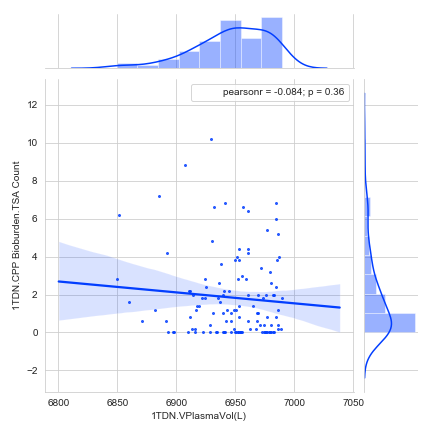 pearsonr = -0.084; p = 0.36
12
10
8
6
4
2
0
−2
1TDN.CPP Bioburden.TSA Count
6800 6850 6900 6950 7000 7050
1TDN.VPlasmaVol(L)